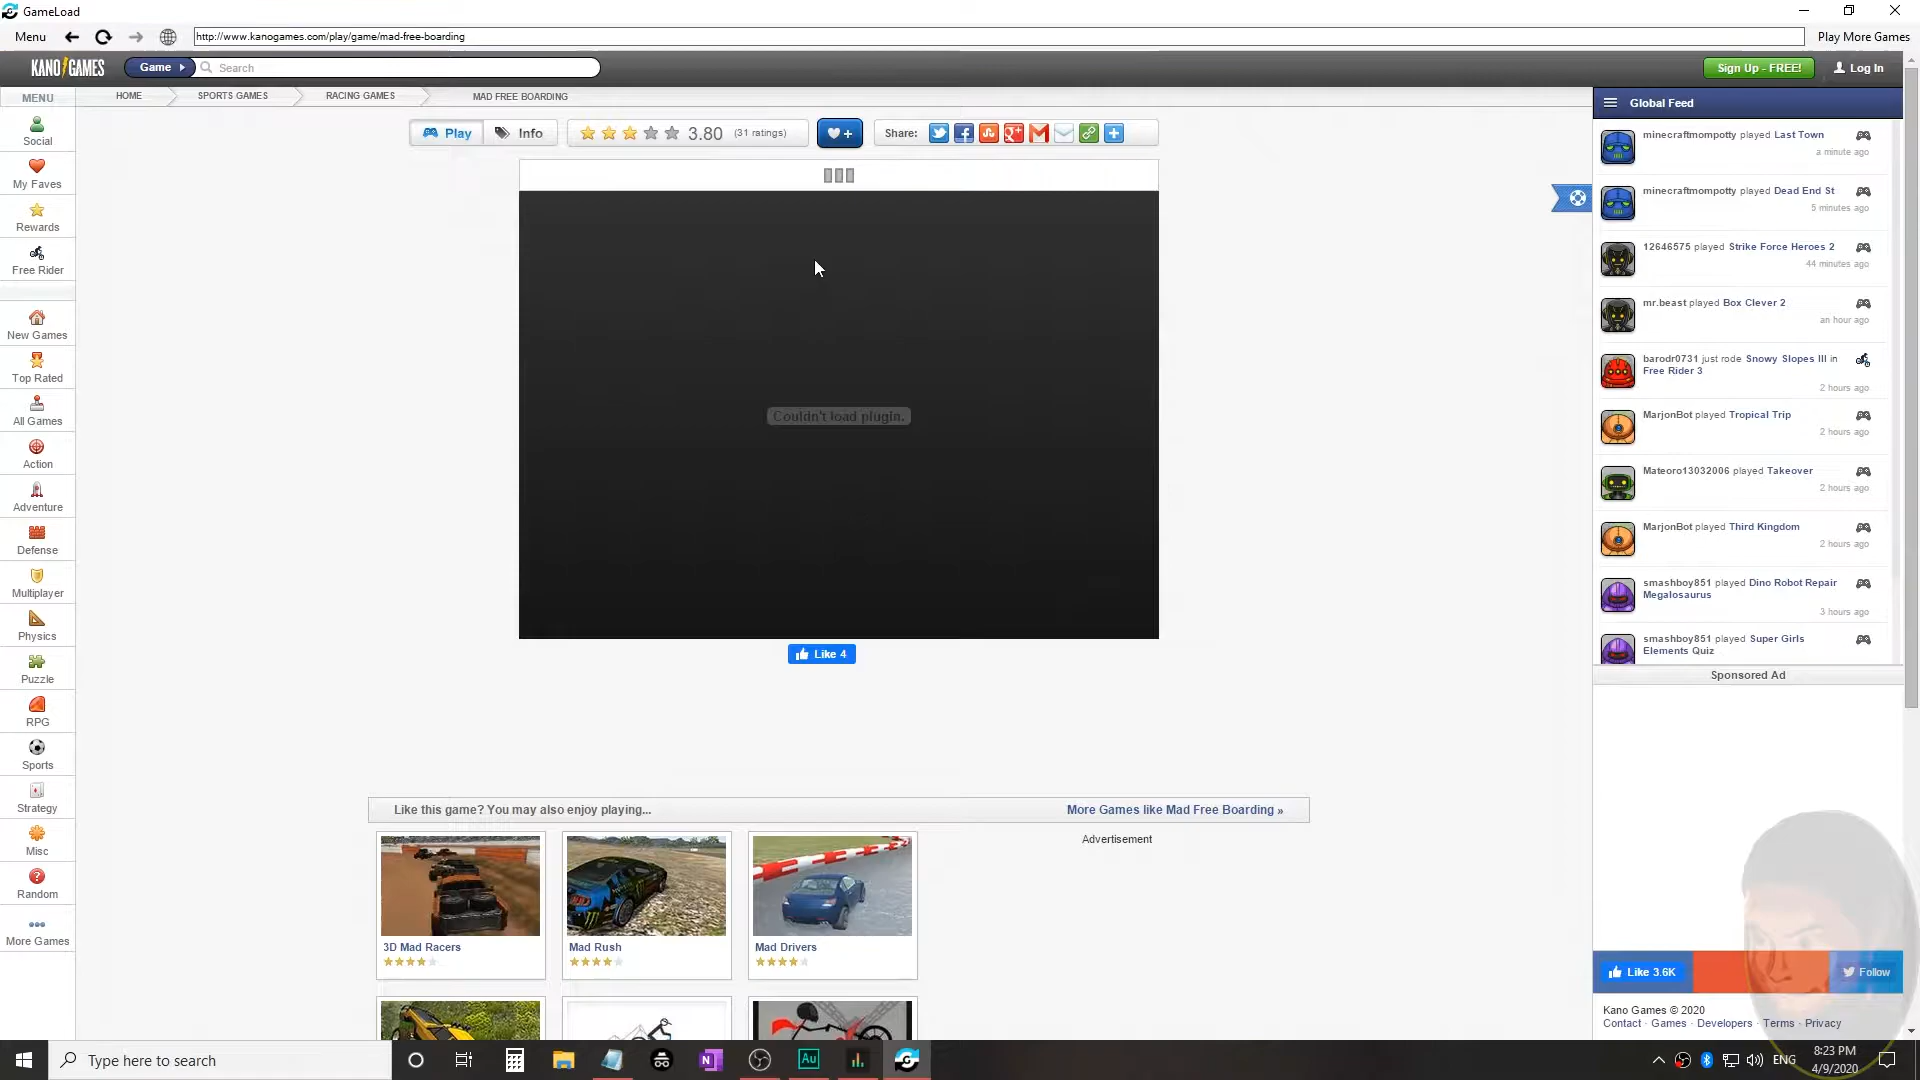 GameLoad
Menu
http://www.kanogames.com/play/game/mad-free-boarding
Play More Games
KANO GAMES
Game
Search
Sign Up - FREE!
Log In
MENU
HOME
SPORTS GAMES
RACING GAMES
MAD FREE BOARDING
Global Feed
Play
Info
3.80
(31 ratings)
Share:
Social
My Faves
Rewards
Free Rider
New Games
Top Rated
All Games
Action
Adventure
Defense
Multiplayer
Physics
Puzzle
RPG
Sports
Strategy
Misc
Random
More Games
Couldn't load plugin.
Like 4
Like this game? You may also enjoy playing...
More Games like Mad Free Boarding »
Advertisement
3D Mad Racers
Mad Rush
Mad Drivers
minecraftmompotty played Last Town
a minute ago
minecraftmompotty played Dead End St
5 minutes ago
12646575 played Strike Force Heroes 2
44 minutes ago
mr.beast played Box Clever 2
an hour ago
barodr0731 just rode Snowy Slopes III in
Free Rider 3
2 hours ago
MarjonBot played Tropical Trip
2 hours ago
Mateoro13032006 played Takeover
2 hours ago
MarjonBot played Third Kingdom
2 hours ago
smashboy851 played Dino Robot Repair
Megalosaurus
3 hours ago
smashboy851 played Super Girls
Elements Quiz
Sponsored Ad
Like 3.6K
Follow
Kano Games © 2020
Contact · Games · Developers · Terms · Privacy
Type here to search
Au
ENG
8:23 PM
4/9/2020